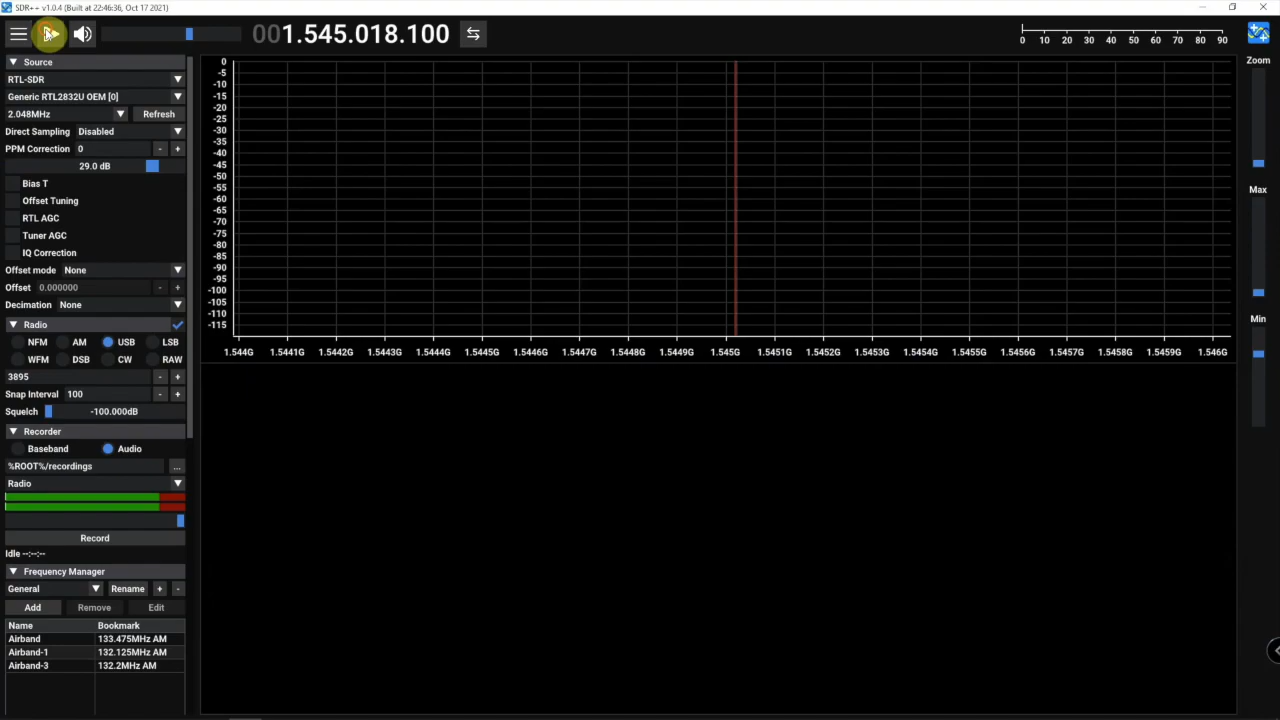 SDR++ v1.0.4 (Built at 22:46:36, Oct 17 2021)
001.545.018.100
0 10 20 30 40 50 60 70 80 90
Source
RTL-SDR
Generic RTL2832U OEM [0]
2.048MHz Refresh
Direct Sampling Disabled
PPM Correction 0 - +
29.0 dB
Bias T
Offset Tuning
RTL AGC
Tuner AGC
IQ Correction
Offset mode None
Offset 0.000000 - +
Decimation None
Radio
NFM AM USB LSB
WFM DSB CW RAW
3895 - +
Snap Interval 100 - +
Squelch -100.000dB
Recorder
Baseband Audio
%ROOT%/recordings ...
Radio
Record
Idle --:--:--
Frequency Manager
General Rename + -
Add Remove Edit
Name Bookmark
Airband 133.475MHz AM
Airband-1 132.125MHz AM
Airband-3 132.2MHz AM
0
-5
-10
-15
-20
-25
-30
-35
-40
-45
-50
-55
-60
-65
-70
-75
-80
-85
-90
-95
-100
-105
-110
-115
1.544G 1.5441G 1.5442G 1.5443G 1.5444G 1.5445G 1.5446G 1.5447G 1.5448G 1.5449G 1.545G 1.5451G 1.5452G 1.5453G 1.5454G 1.5455G 1.5456G 1.5457G 1.5458G 1.5459G 1.546G
Zoom
Max
Min